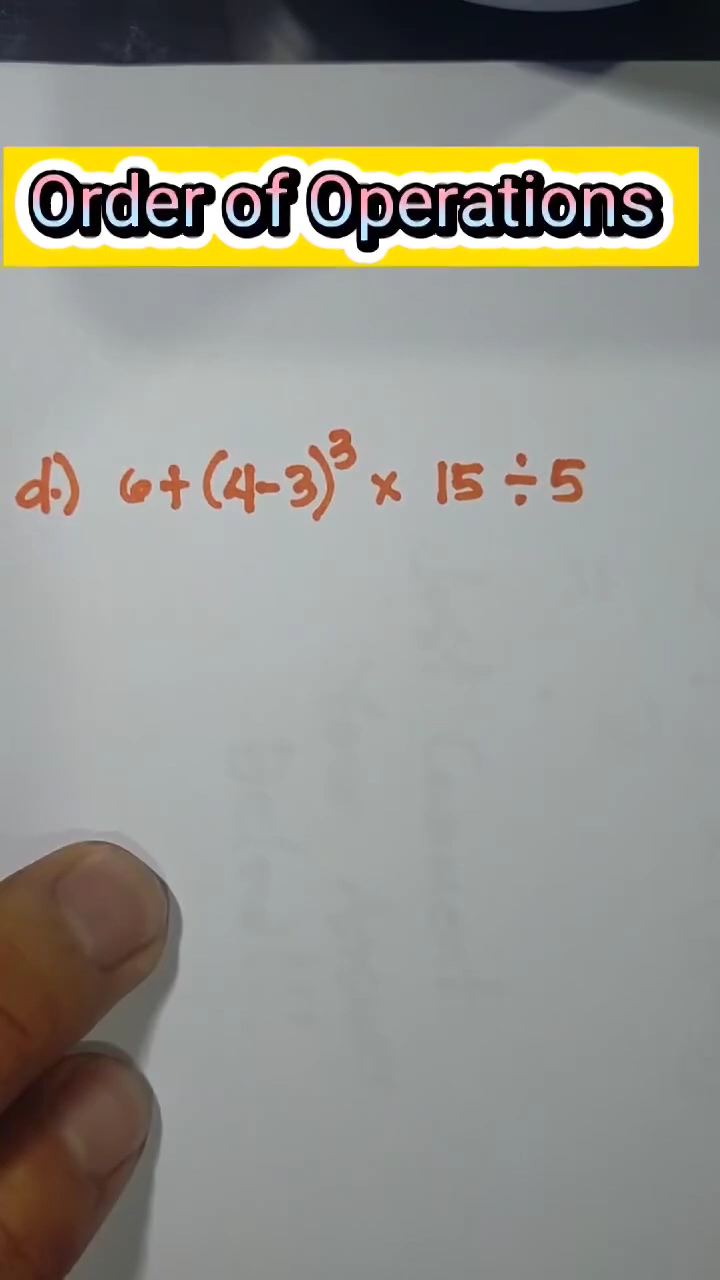 Order of Operations
d.) 6+(4-3)³ × 15 ÷ 5